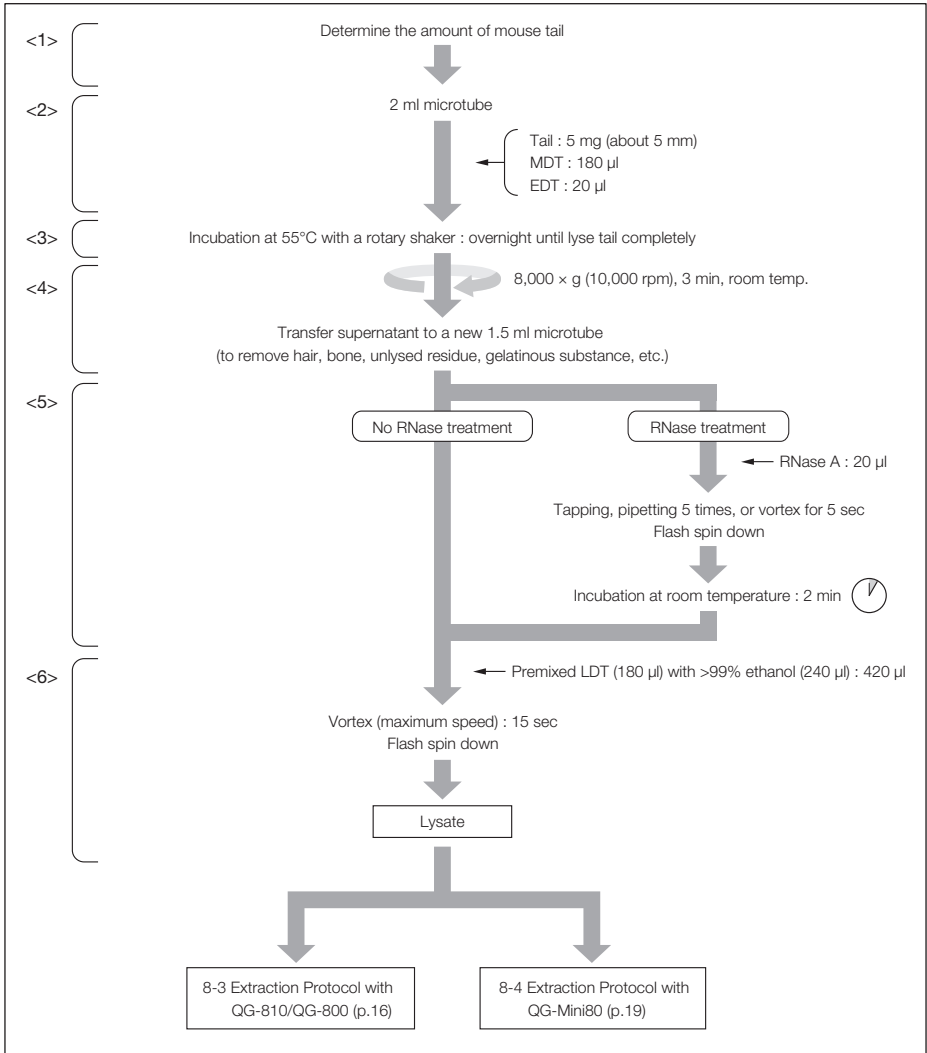 <1>
Determine the amount of mouse tail
<2>
2 ml microtube
Tail : 5 mg (about 5 mm)
MDT : 180 µl
EDT : 20 µl
<3>
Incubation at 55°C with a rotary shaker : overnight until lyse tail completely
<4>
8,000 × g (10,000 rpm), 3 min, room temp.
Transfer supernatant to a new 1.5 ml microtube
(to remove hair, bone, unlysed residue, gelatinous substance, etc.)
<5>
No RNase treatment
RNase treatment
RNase A : 20 µl
Tapping, pipetting 5 times, or vortex for 5 sec
Flash spin down
Incubation at room temperature : 2 min
<6>
Premixed LDT (180 µl) with >99% ethanol (240 µl) : 420 µl
Vortex (maximum speed) : 15 sec
Flash spin down
Lysate
8-3 Extraction Protocol with
QG-810/QG-800 (p.16)
8-4 Extraction Protocol with
QG-Mini80 (p.19)